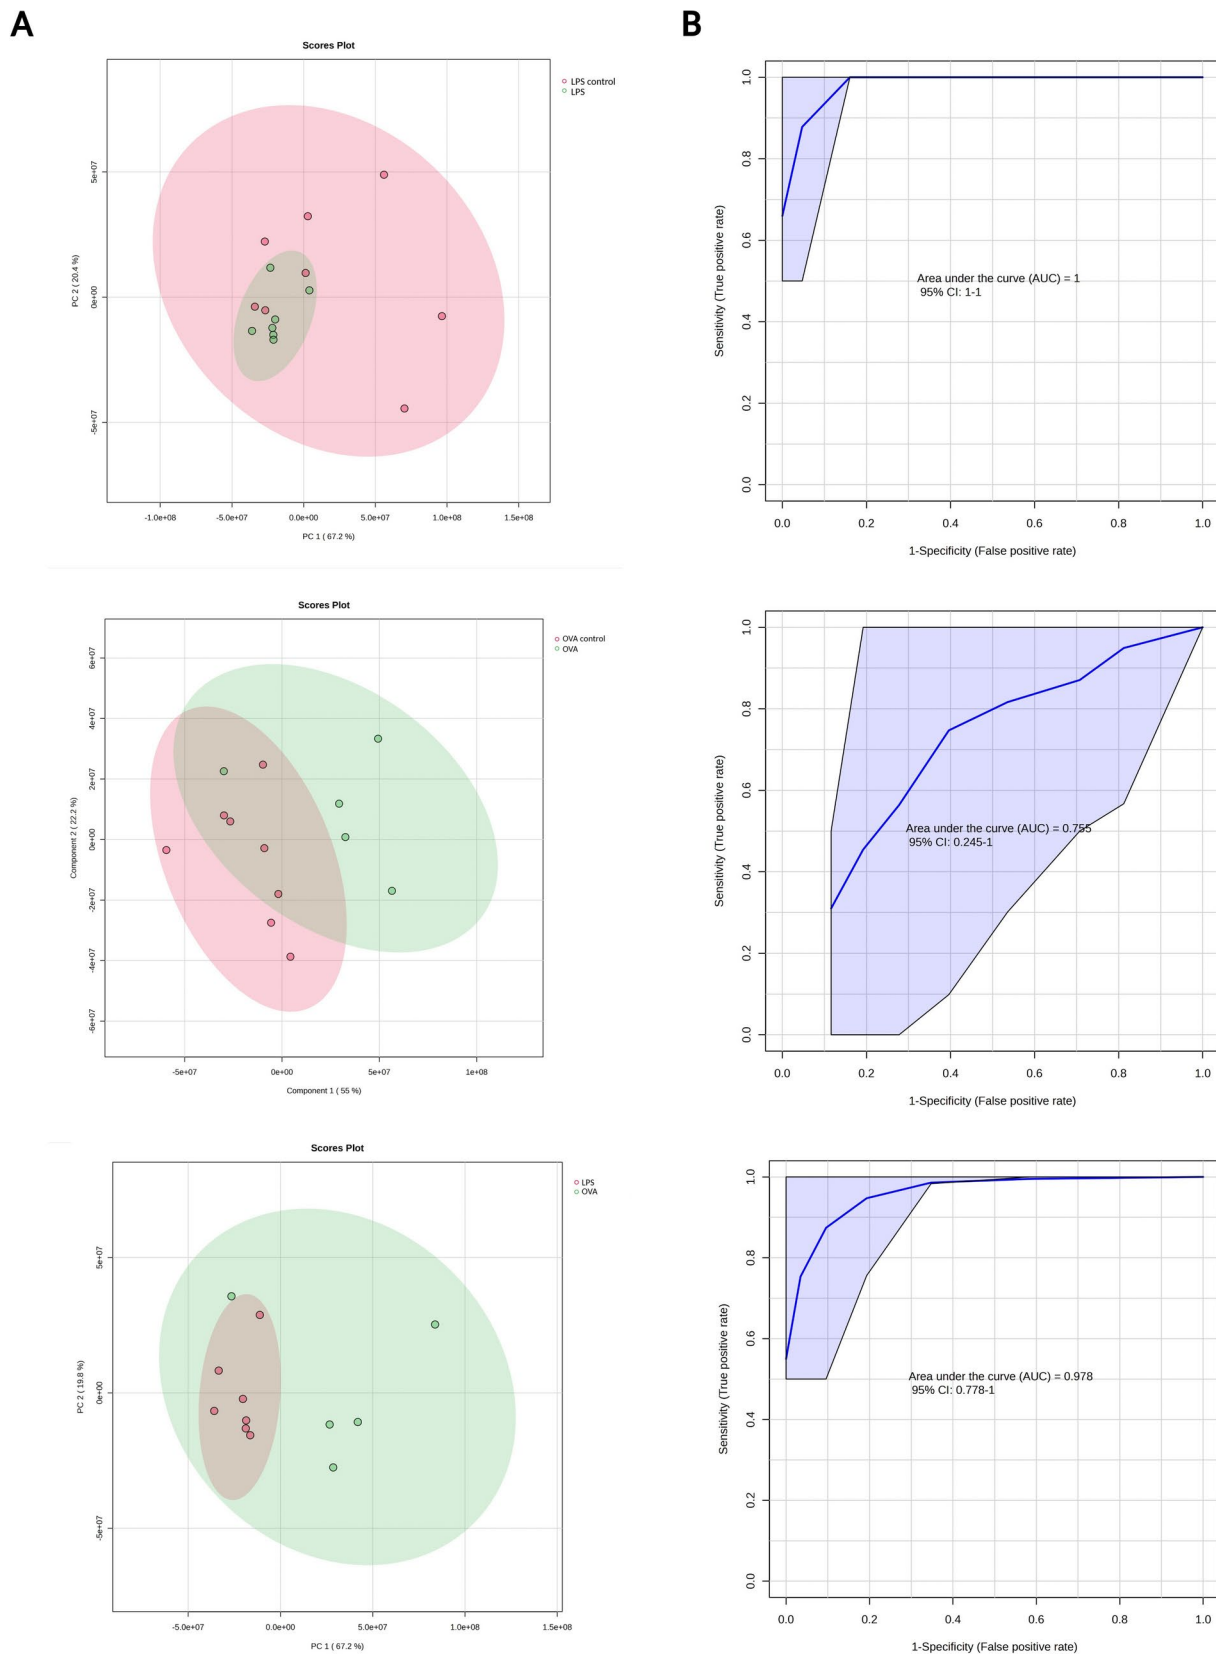 A
B
Scores Plot
LPS control
LPS
PC 2 ( 20.4 %)
5e+07
0e+00
-5e+07
-1.0e+08 -5.0e+07 0.0e+00 5.0e+07 1.0e+08 1.5e+08
PC 1 ( 67.2 %)
Sensitivity (True positive rate)
1.0
0.8
0.6
0.4
0.2
0.0
Area under the curve (AUC) = 1
95% CI: 1-1
0.0 0.2 0.4 0.6 0.8 1.0
1-Specificity (False positive rate)
Scores Plot
OVA control
OVA
Component 2 ( 22.2 %)
6e+07
4e+07
2e+07
0e+00
-2e+07
-4e+07
-6e+07
-5e+07 0e+00 5e+07 1e+08
Component 1 ( 55 %)
Sensitivity (True positive rate)
1.0
0.8
0.6
0.4
0.2
0.0
Area under the curve (AUC) = 0.755
95% CI: 0.245-1
0.0 0.2 0.4 0.6 0.8 1.0
1-Specificity (False positive rate)
Scores Plot
LPS
OVA
PC 2 ( 19.8 %)
5e+07
0e+00
-5e+07
-5.0e+07 0.0e+00 5.0e+07 1.0e+08 1.5e+08
PC 1 ( 67.2 %)
Sensitivity (True positive rate)
1.0
0.8
0.6
0.4
0.2
0.0
Area under the curve (AUC) = 0.978
95% CI: 0.778-1
0.0 0.2 0.4 0.6 0.8 1.0
1-Specificity (False positive rate)